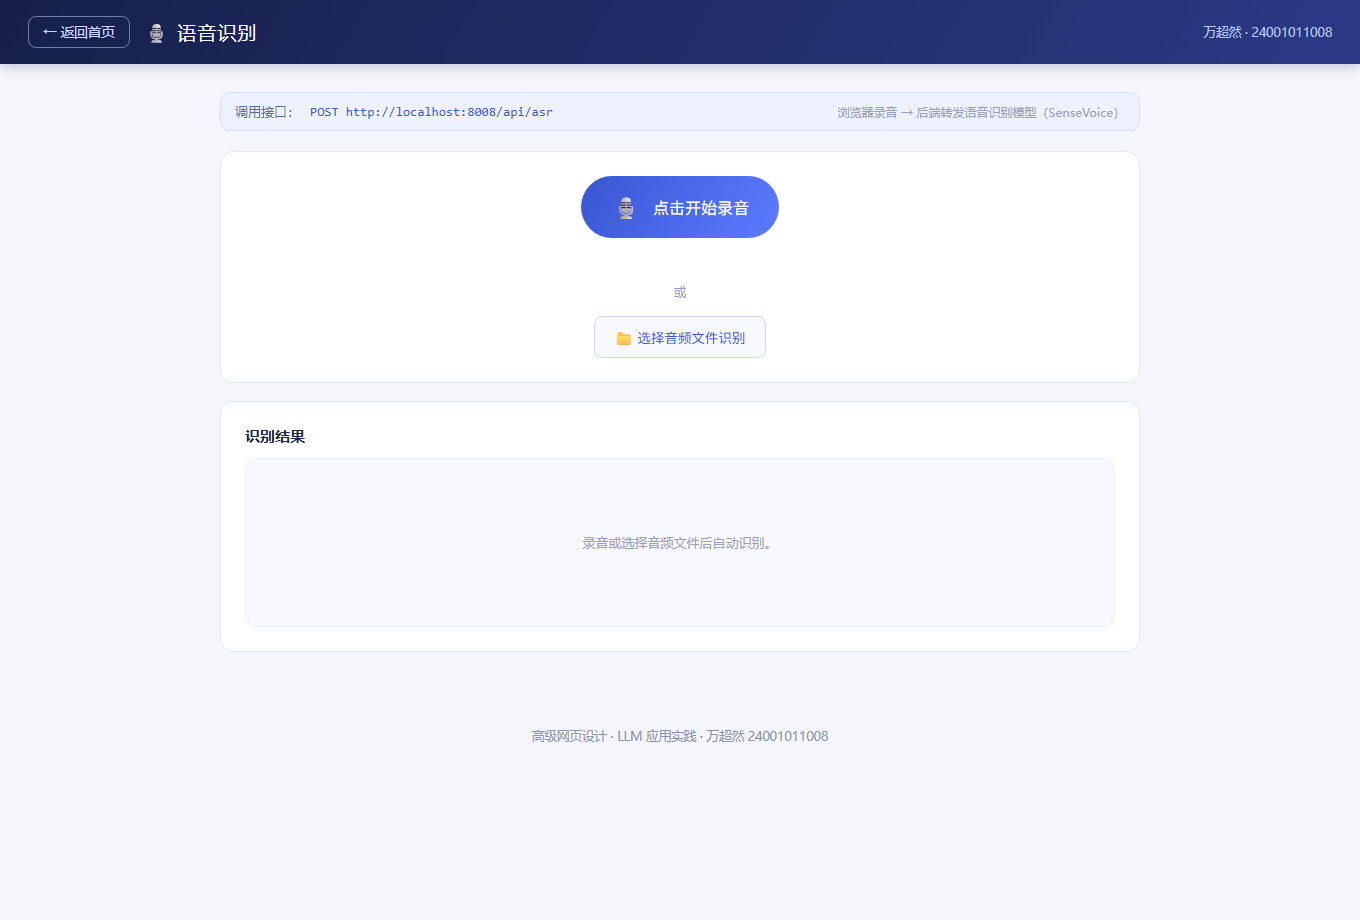 ← 返回首页
语音识别
万超然 · 24001011008
调用接口： POST http://localhost:8008/api/asr
浏览器录音 → 后端转发语音识别模型（SenseVoice）
点击开始录音
或
选择音频文件识别
识别结果
录音或选择音频文件后自动识别。
高级网页设计 · LLM 应用实践 · 万超然 24001011008